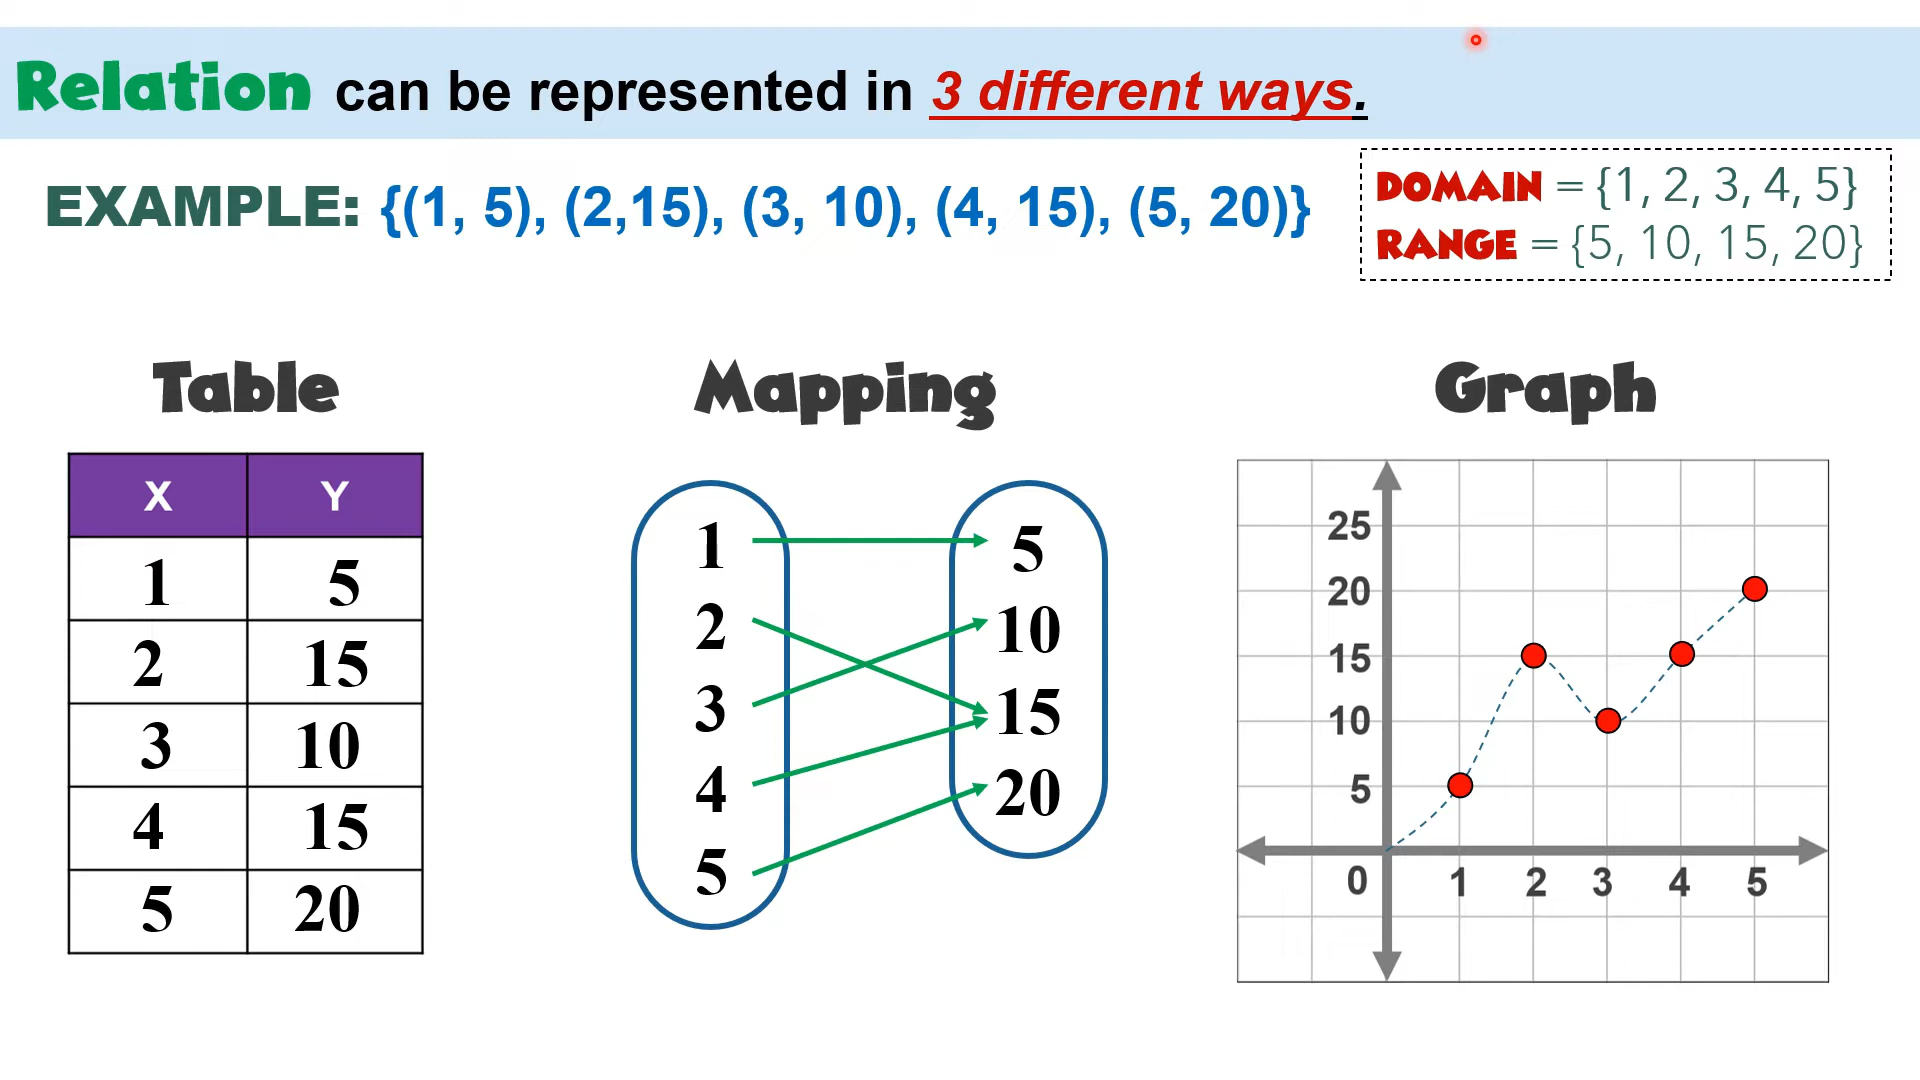 Relation can be represented in 3 different ways.
EXAMPLE: {(1, 5), (2,15), (3, 10), (4, 15), (5, 20)}
DOMAIN = {1, 2, 3, 4, 5}
RANGE = {5, 10, 15, 20}
Table
X Y
1 5
2 15
3 10
4 15
5 20
Mapping
1 5
2 10
3 15
4 20
5
Graph
25
20
15
10
5
0 1 2 3 4 5